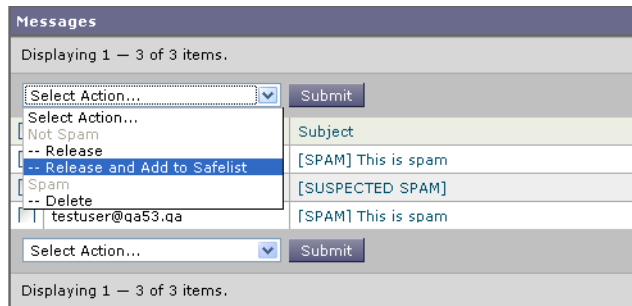 Messages
Displaying 1 — 3 of 3 items.
Select Action... Submit
Select Action...
Not Spam
Subject
-- Release
-- Release and Add to Safelist
[SPAM] This is spam
Spam
[SUSPECTED SPAM]
-- Delete
testuser@qa53.qa [SPAM] This is spam
Select Action... Submit
Displaying 1 — 3 of 3 items.